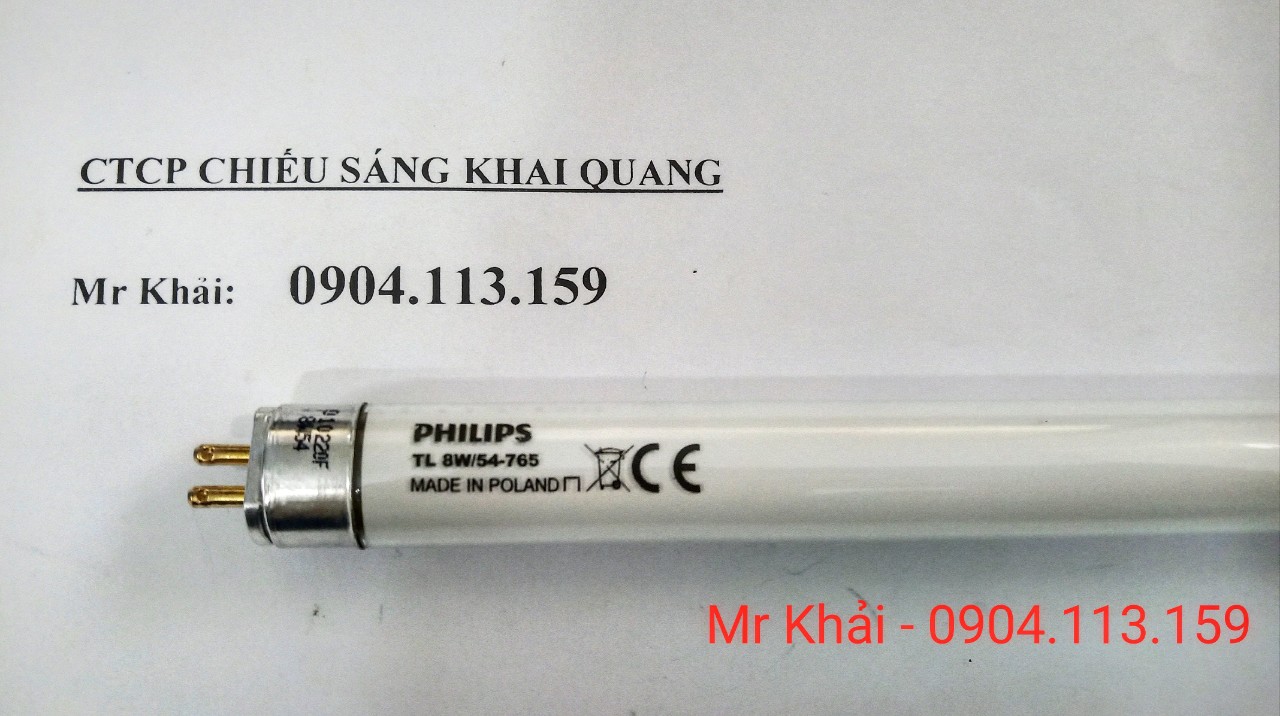 CTCP CHIẾU SÁNG KHAI QUANG
Mr Khải: 0904.113.159
PHILIPS
TL 8W/54-765
MADE IN POLAND
CE
Mr Khải - 0904.113.159